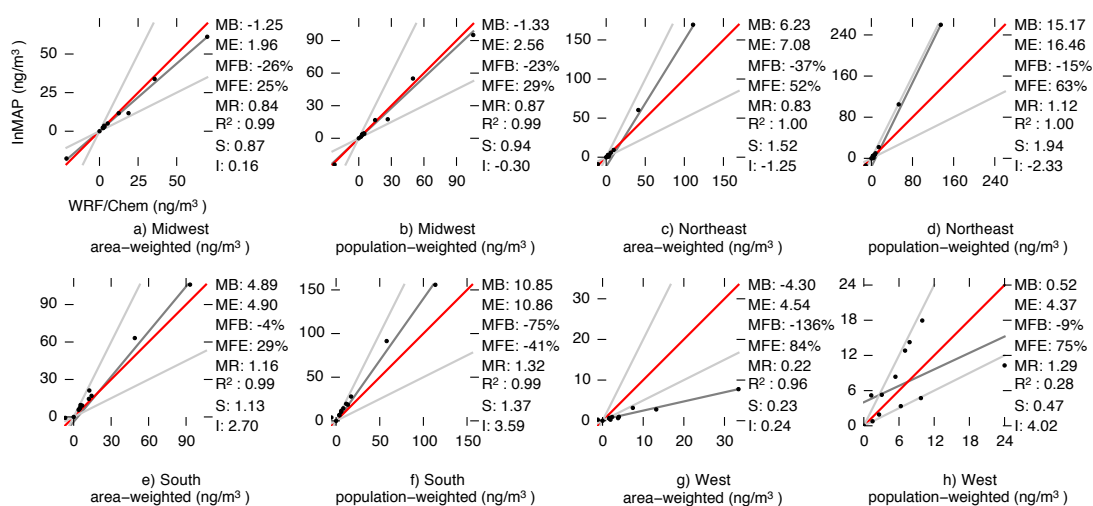 InMAP (ng/m³)
50
25
0
0
25
50
WRF/Chem (ng/m³ )
MB: -1.25
ME: 1.96
MFB: -26%
MFE: 25%
MR: 0.84
R² : 0.99
S: 0.87
I: 0.16
a) Midwest
area−weighted (ng/m³ )
90
60
30
0
0
30
60
90
MB: -1.33
ME: 2.56
MFB: -23%
MFE: 29%
MR: 0.87
R² : 0.99
S: 0.94
I: -0.30
b) Midwest
population−weighted (ng/m³ )
150
100
50
0
0
50
100
150
MB: 6.23
ME: 7.08
MFB: -37%
MFE: 52%
MR: 0.83
R² : 1.00
S: 1.52
I: -1.25
c) Northeast
area−weighted (ng/m³ )
240
160
80
0
0
80
160
240
MB: 15.17
ME: 16.46
MFB: -15%
MFE: 63%
MR: 1.12
R² : 1.00
S: 1.94
I: -2.33
d) Northeast
population−weighted (ng/m³ )
90
60
30
0
0
30
60
90
MB: 4.89
ME: 4.90
MFB: -4%
MFE: 29%
MR: 1.16
R² : 0.99
S: 1.13
I: 2.70
e) South
area−weighted (ng/m³ )
150
100
50
0
0
50
100
150
MB: 10.85
ME: 10.86
MFB: -75%
MFE: -41%
MR: 1.32
R² : 0.99
S: 1.37
I: 3.59
f) South
population−weighted (ng/m³ )
30
20
10
0
0
10
20
30
MB: -4.30
ME: 4.54
MFB: -136%
MFE: 84%
MR: 0.22
R² : 0.96
S: 0.23
I: 0.24
g) West
area−weighted (ng/m³ )
24
18
12
6
0
0
6
12
18
24
MB: 0.52
ME: 4.37
MFB: -9%
MFE: 75%
MR: 1.29
R² : 0.28
S: 0.47
I: 4.02
h) West
population−weighted (ng/m³ )